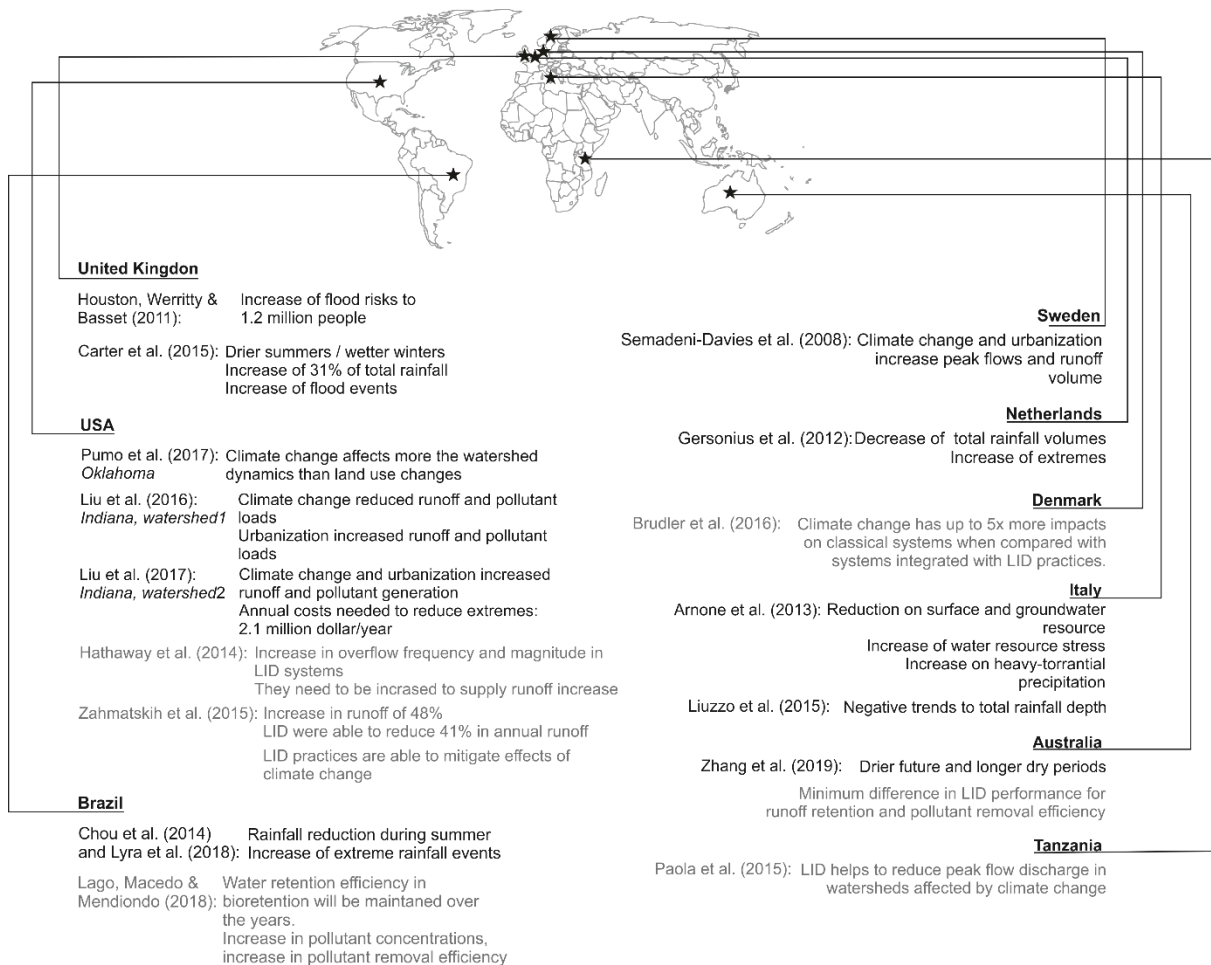 United Kingdon
Houston, Werritty & Increase of flood risks to
Basset (2011): 1.2 million people
Carter et al. (2015): Drier summers / wetter winters
Increase of 31% of total rainfall
Increase of flood events
USA
Pumo et al. (2017): Climate change affects more the watershed
Oklahoma dynamics than land use changes
Liu et al. (2016): Climate change reduced runoff and pollutant
Indiana, watershed1 loads
Urbanization increased runoff and pollutant
loads
Liu et al. (2017): Climate change and urbanization increased
Indiana, watershed2 runoff and pollutant generation
Annual costs needed to reduce extremes:
2.1 million dollar/year
Hathaway et al. (2014): Increase in overflow frequency and magnitude in
LID systems
They need to be incrased to supply runoff increase
Zahmatskih et al. (2015): Increase in runoff of 48%
LID were able to reduce 41% in annual runoff
LID practices are able to mitigate effects of
climate change
Brazil
Chou et al. (2014) Rainfall reduction during summer
and Lyra et al. (2018): Increase of extreme rainfall events
Lago, Macedo & Water retention efficiency in
Mendiondo (2018): bioretention will be maintaned over
the years.
Increase in pollutant concentrations,
increase in pollutant removal efficiency
Sweden
Semadeni-Davies et al. (2008): Climate change and urbanization
increase peak flows and runoff
volume
Netherlands
Gersonius et al. (2012): Decrease of total rainfall volumes
Increase of extremes
Denmark
Brudler et al. (2016): Climate change has up to 5x more impacts
on classical systems when compared with
systems integrated with LID practices.
Italy
Arnone et al. (2013): Reduction on surface and groundwater
resource
Increase of water resource stress
Increase on heavy-torrantial
precipitation
Liuzzo et al. (2015): Negative trends to total rainfall depth
Australia
Zhang et al. (2019): Drier future and longer dry periods
Minimum difference in LID performance for
runoff retention and pollutant removal efficiency
Tanzania
Paola et al. (2015): LID helps to reduce peak flow discharge in
watersheds affected by climate change